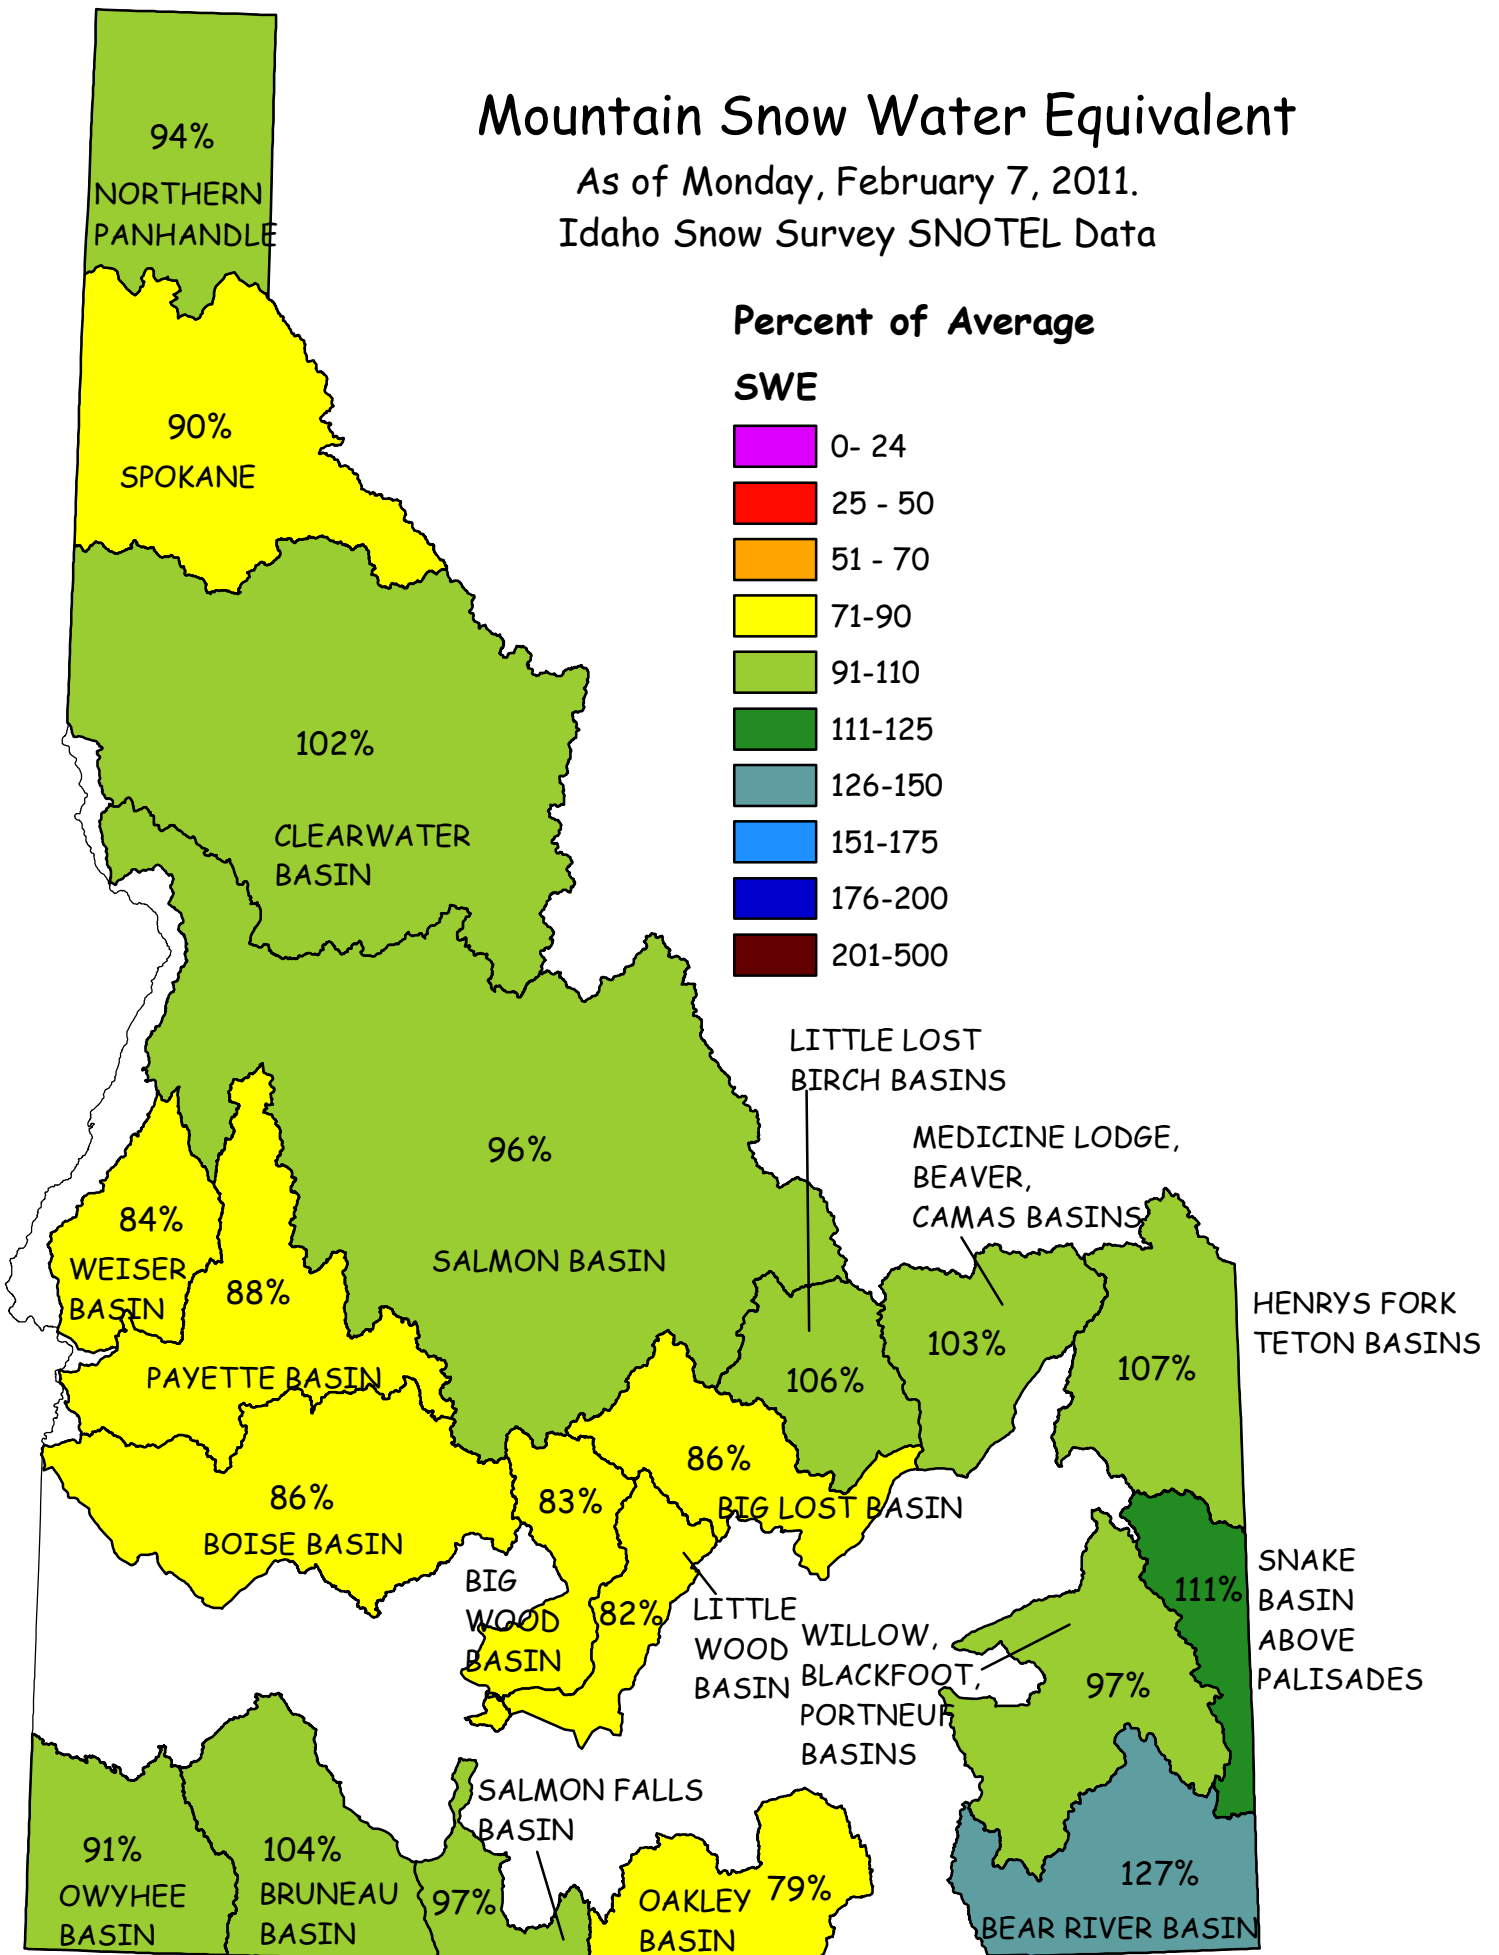 Mountain Snow Water Equivalent
As of Monday, February 7, 2011.
Idaho Snow Survey SNOTEL Data
Percent of Average
SWE
0- 24
25 - 50
51 - 70
71-90
91-110
111-125
126-150
151-175
176-200
201-500
94%
NORTHERN
PANHANDLE
90%
SPOKANE
102%
CLEARWATER
BASIN
96%
SALMON BASIN
LITTLE LOST
BIRCH BASINS
106%
MEDICINE LODGE,
BEAVER,
CAMAS BASINS
103%
107%
HENRYS FORK
TETON BASINS
84%
WEISER
BASIN
88%
PAYETTE BASIN
86%
BOISE BASIN
83%
BIG
WOOD
BASIN
86%
BIG LOST BASIN
82%
LITTLE
WOOD
BASIN
WILLOW,
BLACKFOOT,
PORTNEUF
BASINS
97%
111%
SNAKE
BASIN
ABOVE
PALISADES
91%
OWYHEE
BASIN
104%
BRUNEAU
BASIN
97%
SALMON FALLS
BASIN
OAKLEY
BASIN
79%
127%
BEAR RIVER BASIN